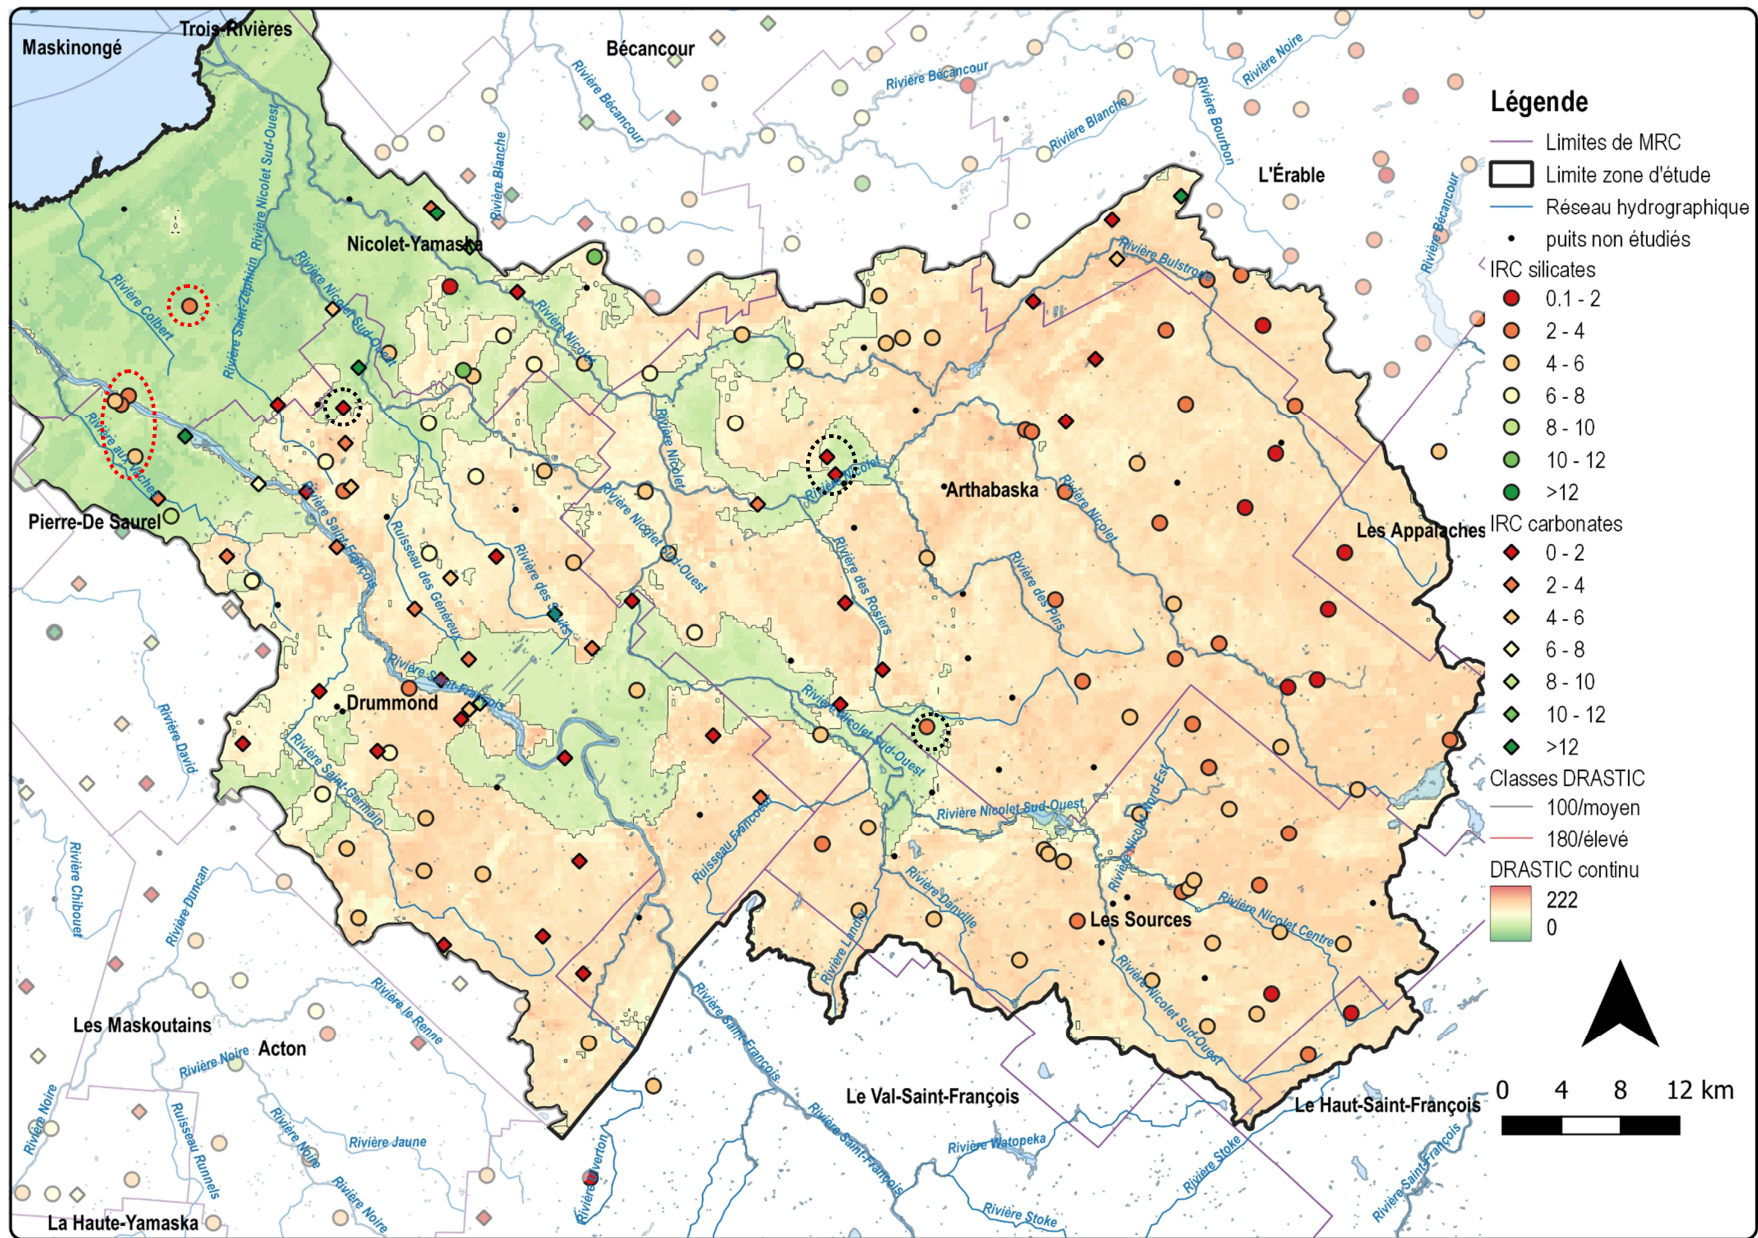 Trois-Rivières
Maskinongé
Bécancour
Rivière Bécancour
Rivière Bécancour
Rivière Noire
Rivière Blanche
Rivière Bourbon
Rivière Blanche
L'Érable
Rivière Bécancour
Nicolet-Yamaska
Rivière Nicolet Sud-Ouest
Rivière Saint-Zéphirin
Rivière Colbert
Rivière Nicolet Sud-Ouest
Rivière Nicolet
Rivière Bulstrode
Rivière aux Vaches
Pierre-De Saurel
Rivière Saint-François
Ruisseau des Généreux
Rivière des Saults
Rivière Nicolet
Rivière Nicolet Sud-Ouest
Rivière Nicolet
Arthabaska
Rivière Nicolet
Les Appalaches
Rivière des Rosiers
Rivière des Pins
Rivière Saint-François
Drummond
Rivière David
Rivière Saint-Germain
Rivière Nicolet Sud-Ouest
Rivière Nicolet Sud-Ouest
Rivière Nicolet Nord-Est
Ruisseau Francoeur
Rivière Chibouet
Rivière Duncan
Rivière Danville
Rivière Landry
Les Sources
Rivière Nicolet Centre
Rivière Nicolet Sud-Ouest
Rivière le Renne
Les Maskoutains
Acton
Rivière Noire
Rivière Noire
Ruisseau Runnels
Rivière Noire
Rivière Jaune
Rivière Noire
La Haute-Yamaska
Rivière Ulverton
Rivière Saint-François
Rivière Saint-François
Le Val-Saint-François
Rivière Watopeka
Rivière Stoke
Rivière Stoke
Le Haut-Saint-François
Rivière Saint-François
Légende
Limites de MRC
Limite zone d'étude
Réseau hydrographique
puits non étudiés
IRC silicates
0.1 - 2
2 - 4
4 - 6
6 - 8
8 - 10
10 - 12
>12
IRC carbonates
0 - 2
2 - 4
4 - 6
6 - 8
8 - 10
10 - 12
>12
Classes DRASTIC
100/moyen
180/élevé
DRASTIC continu
222
0
0 4 8 12 km